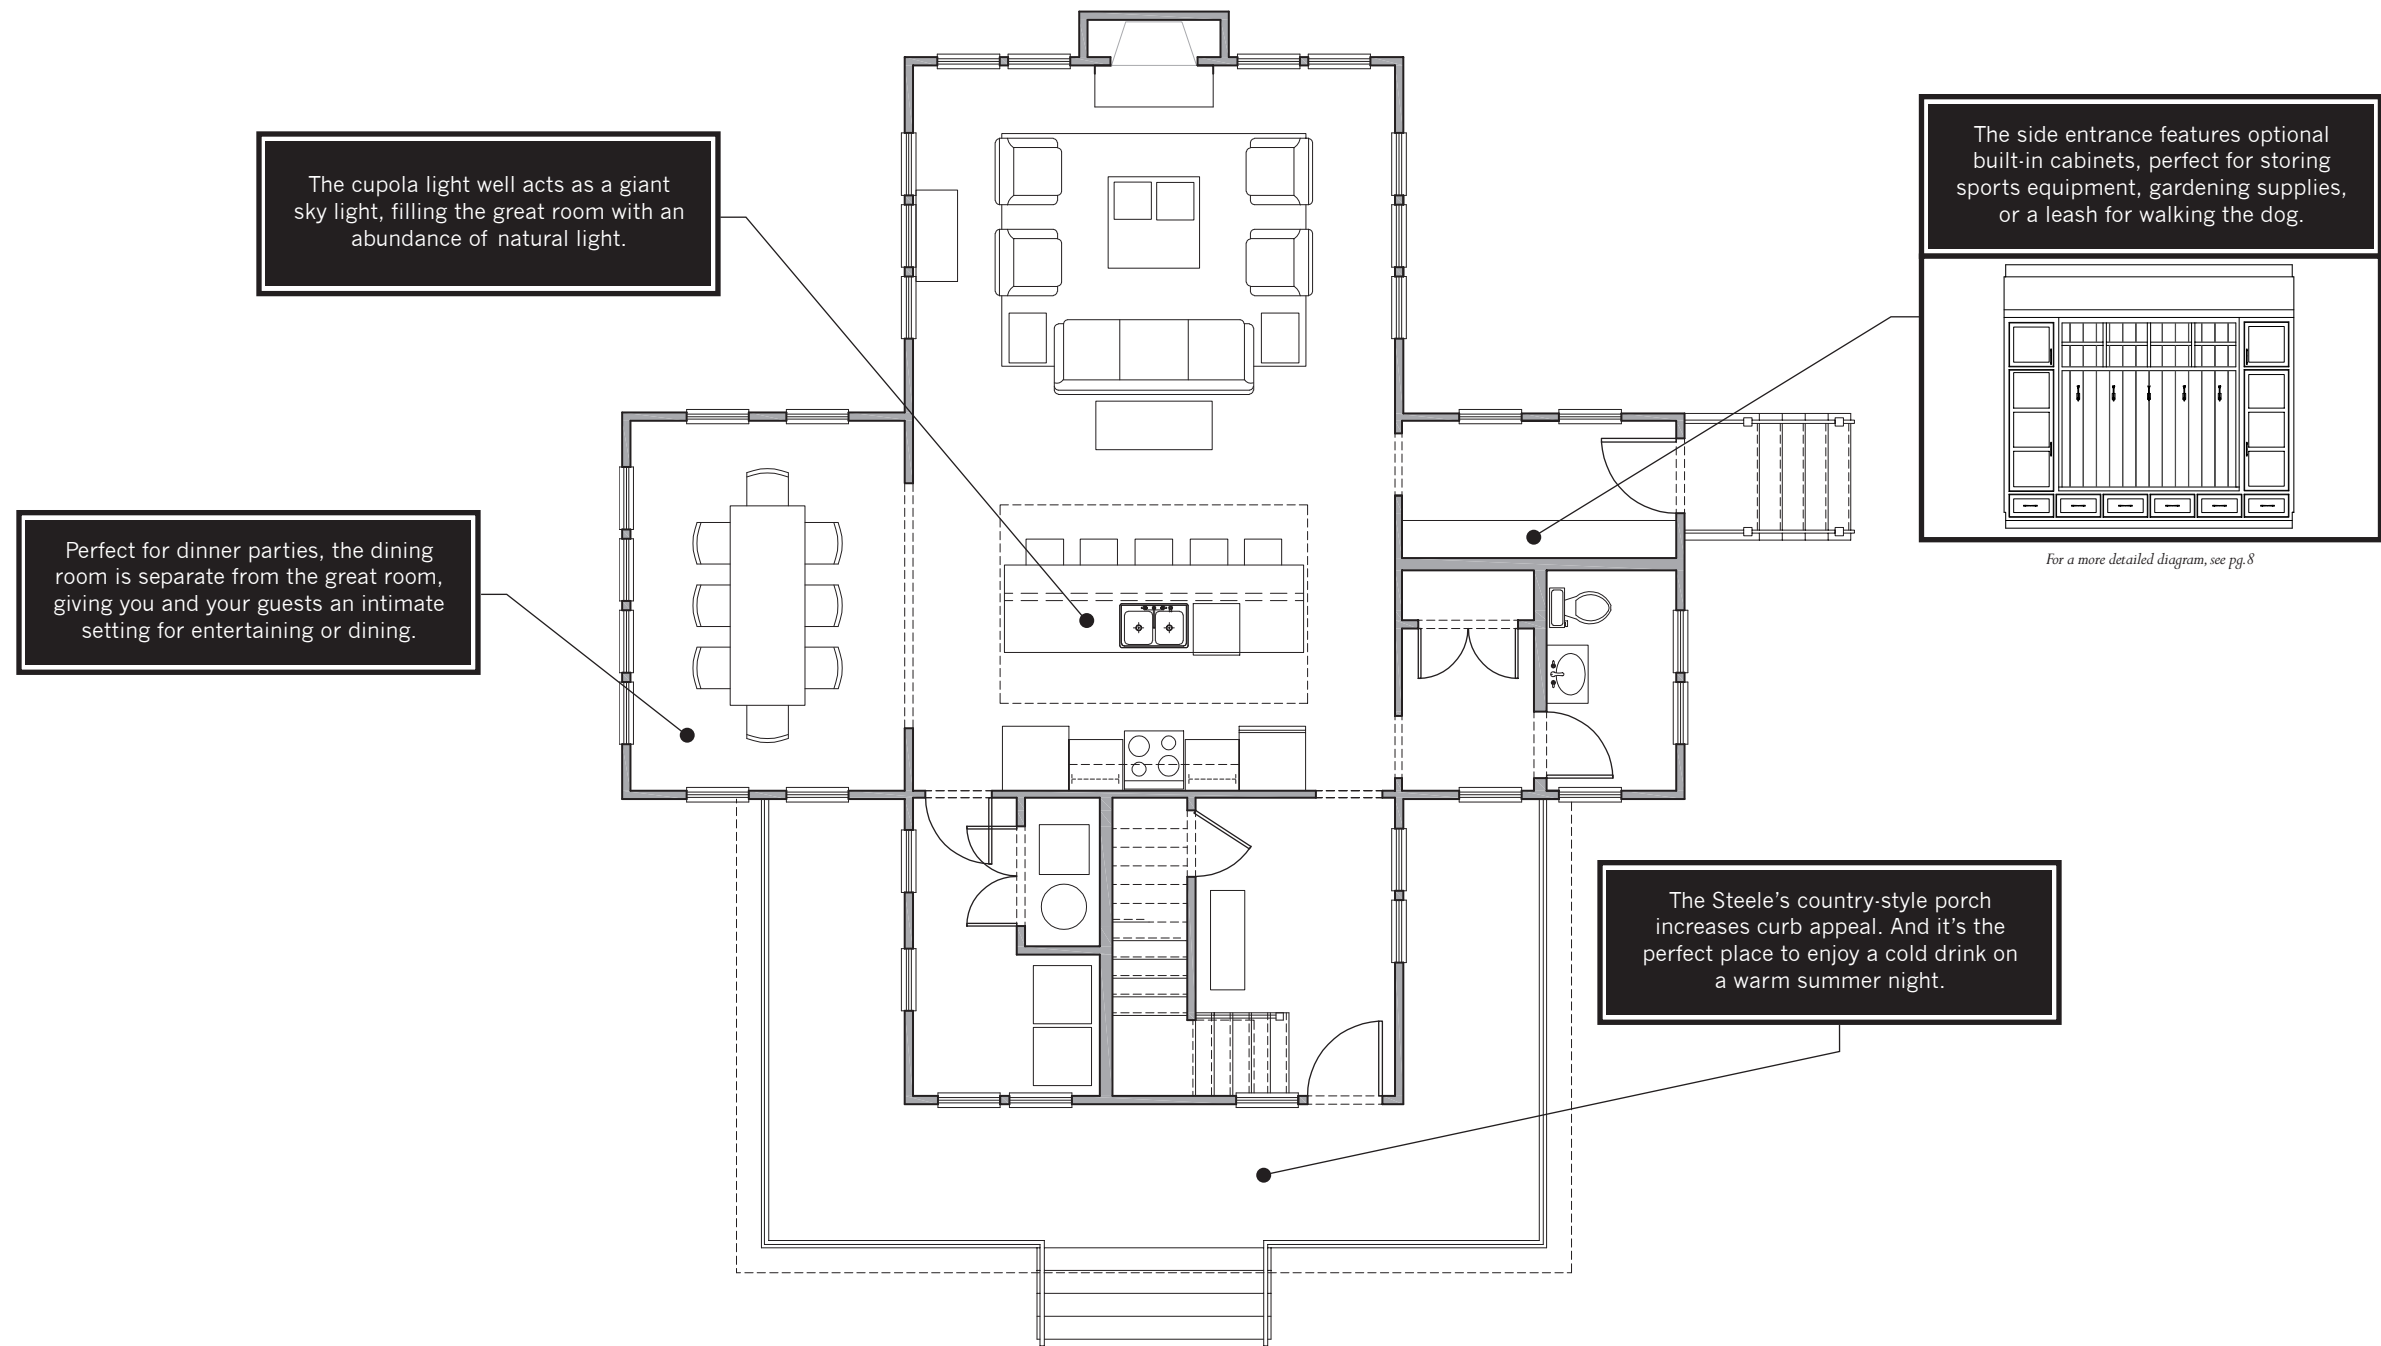 The cupola light well acts as a giant
sky light, filling the great room with an
abundance of natural light.
The side entrance features optional
built-in cabinets, perfect for storing
sports equipment, gardening supplies,
or a leash for walking the dog.
For a more detailed diagram, see pg.8
Perfect for dinner parties, the dining
room is separate from the great room,
giving you and your guests an intimate
setting for entertaining or dining.
The Steele’s country-style porch
increases curb appeal. And it’s the
perfect place to enjoy a cold drink on
a warm summer night.